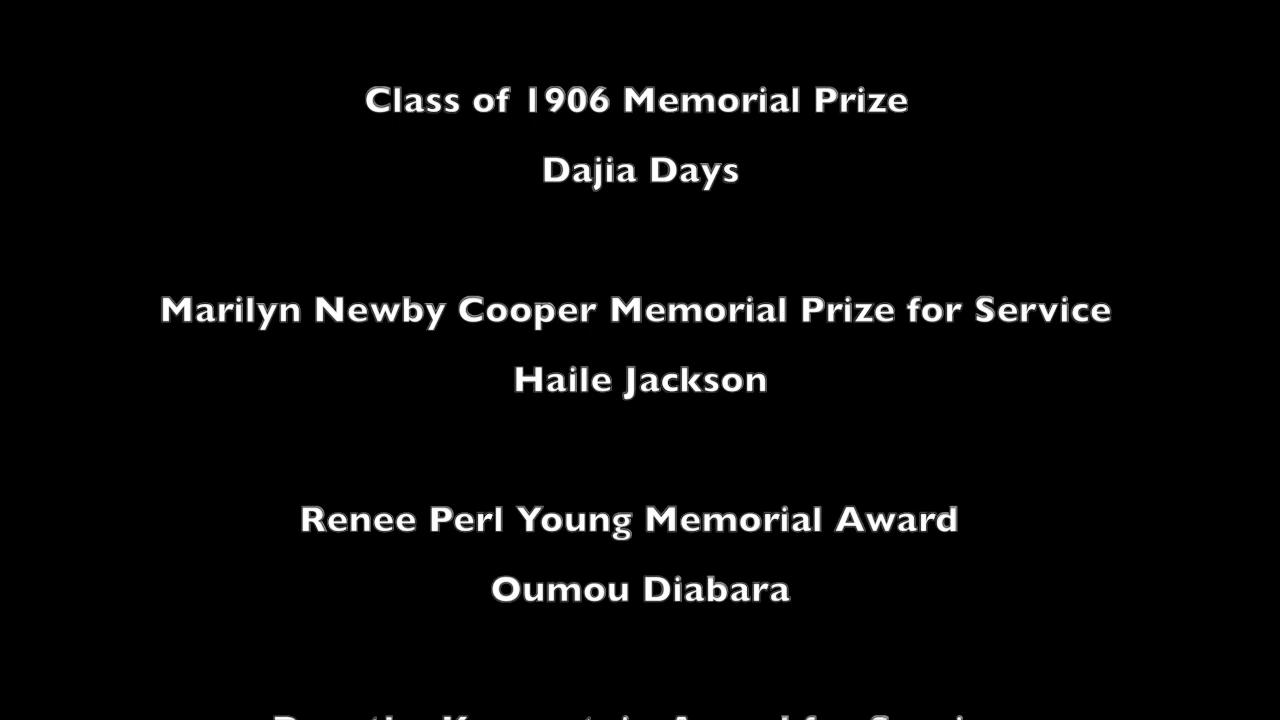 Class of 1906 Memorial Prize
Dajia Days
Marilyn Newby Cooper Memorial Prize for Service
Haile Jackson
Renee Perl Young Memorial Award
Oumou Diabara